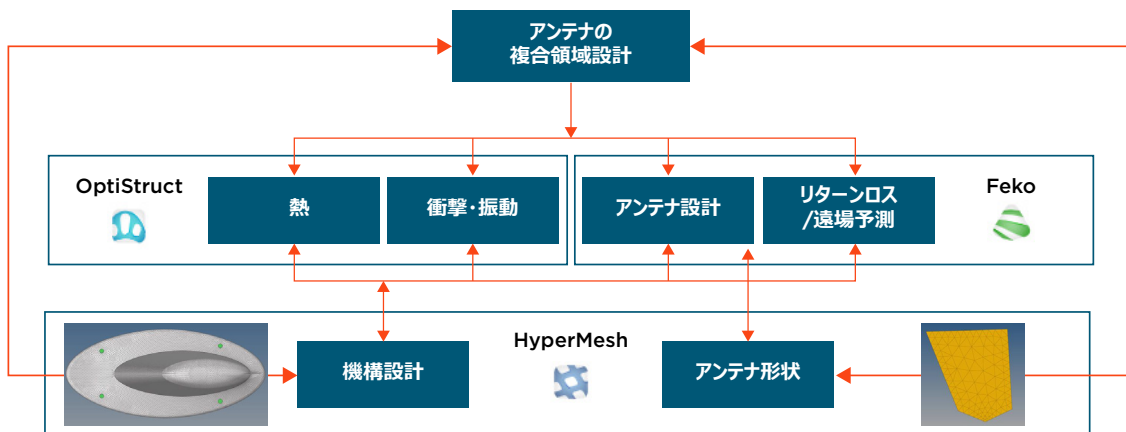 アンテナの
複合領域設計
OptiStruct
熱
衝撃・振動
アンテナ設計
リターンロス
/遠場予測
Feko
HyperMesh
機構設計
アンテナ形状